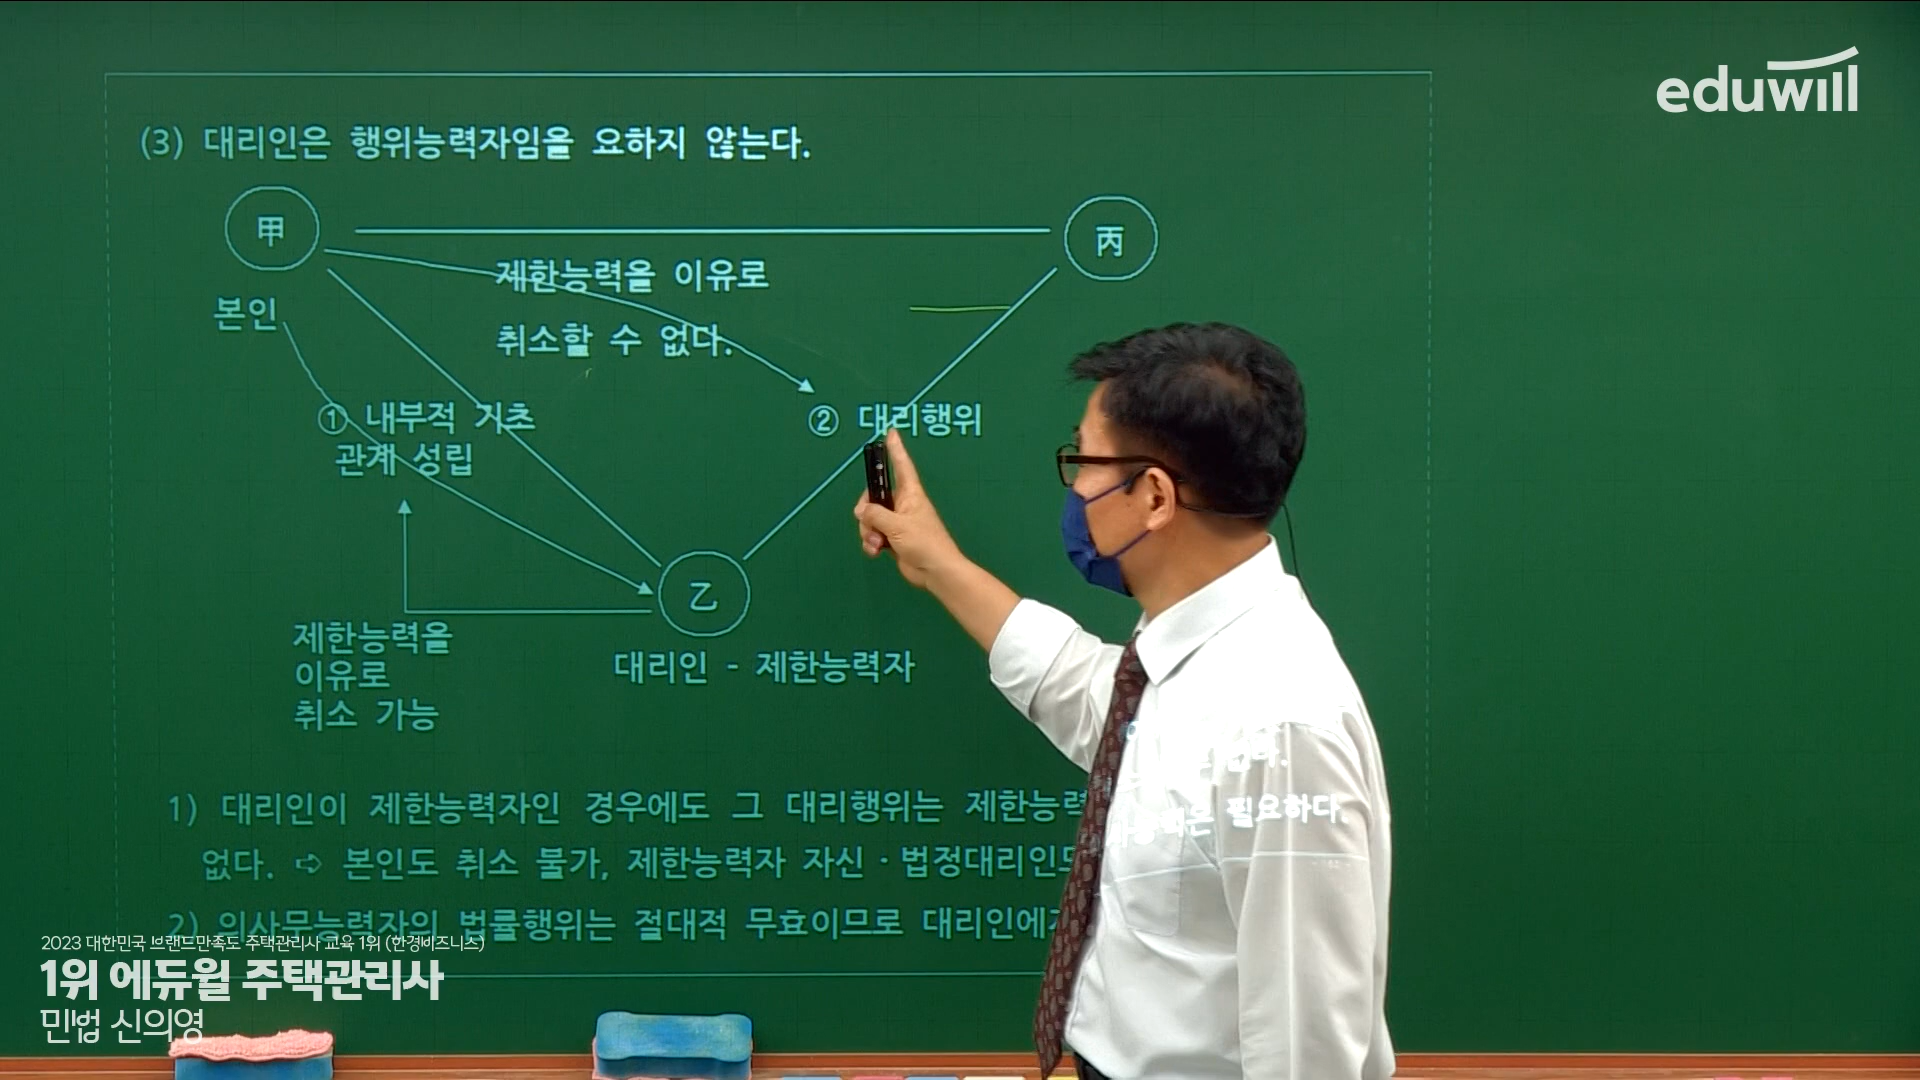 eduwill
(3) 대리인은 행위능력자임을 요하지 않는다.
甲
丙
제한능력을 이유로
취소할 수 없다.
본인
① 내부적 기초
관계 성립
② 대리행위
乙
제한능력을
이유로
취소 가능
대리인 - 제한능력자
1) 대리인이 제한능력자인 경우에도 그 대리행위는
없다. ➪ 본인도 취소 불가, 제한능력자 자신 · 법정대리인도
2) 의사무능력자의 법률행위는 절대적 무효이므로 필요하다.
2023 대한민국 브랜드만족도 주택관리사 교육 1위 (한경비즈니스)
1위 에듀윌 주택관리사
민법 신의영